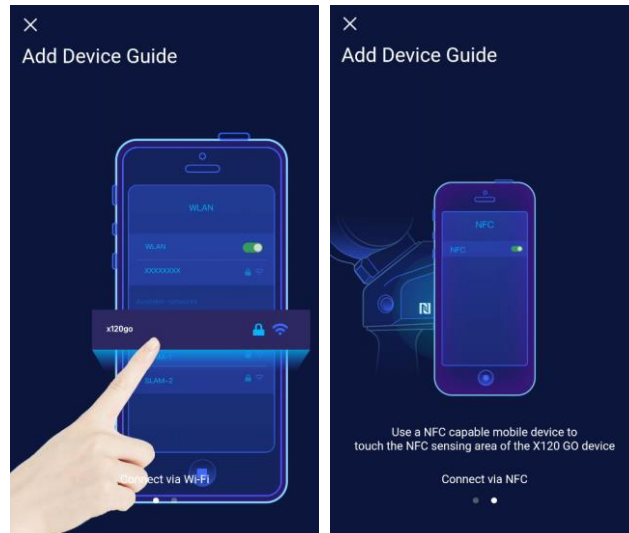 Add Device Guide
WLAN
WLAN
XXXXXXXX
x120go
SLAM-2
Connect via Wi-Fi
Add Device Guide
NFC
NFC
N
Use a NFC capable mobile device to
touch the NFC sensing area of the X120 GO device
Connect via NFC